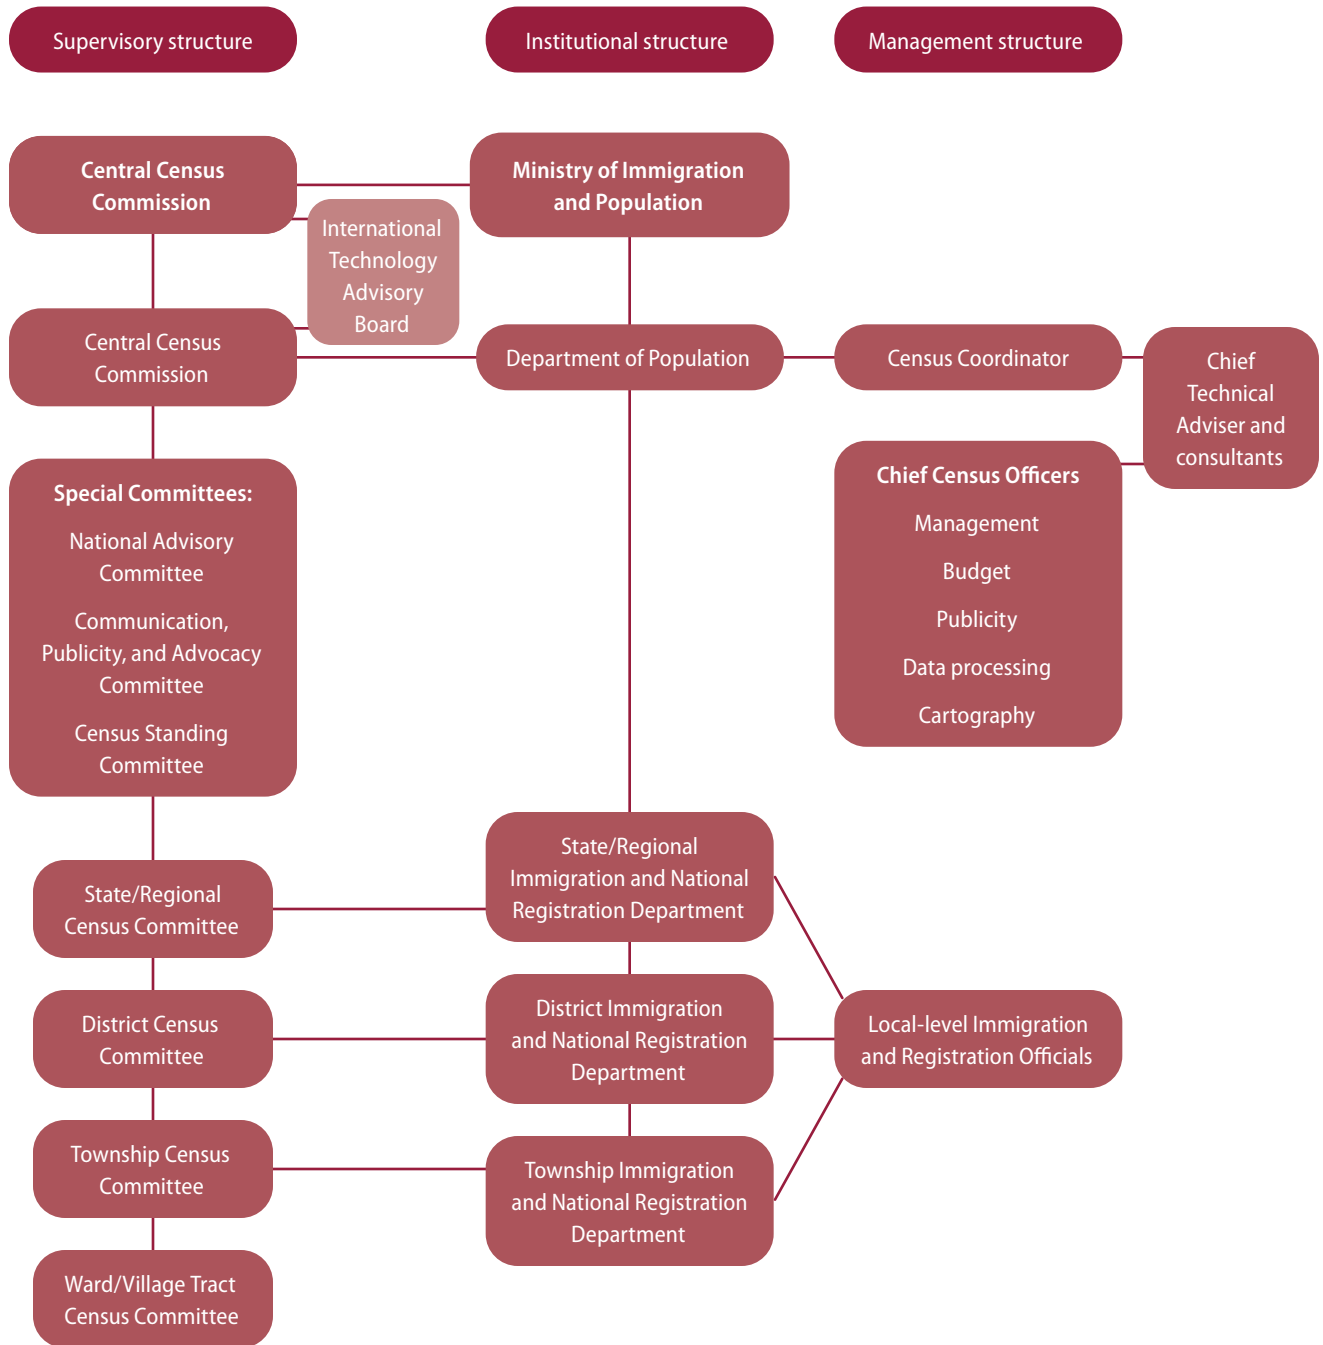 Supervisory structure
Institutional structure
Management structure
Central Census
Commission
Ministry of Immigration
and Population
International
Technology
Advisory
Board
Central Census
Commission
Department of Population
Census Coordinator
Chief
Technical
Adviser and
consultants
Special Committees:
National Advisory
Committee
Communication,
Publicity, and Advocacy
Committee
Census Standing
Committee
Chief Census Officers
Management
Budget
Publicity
Data processing
Cartography
State/Regional
Census Committee
State/Regional
Immigration and National
Registration Department
District Census
Committee
District Immigration
and National Registration
Department
Local-level Immigration
and Registration Officials
Township Census
Committee
Township Immigration
and National Registration
Department
Ward/Village Tract
Census Committee